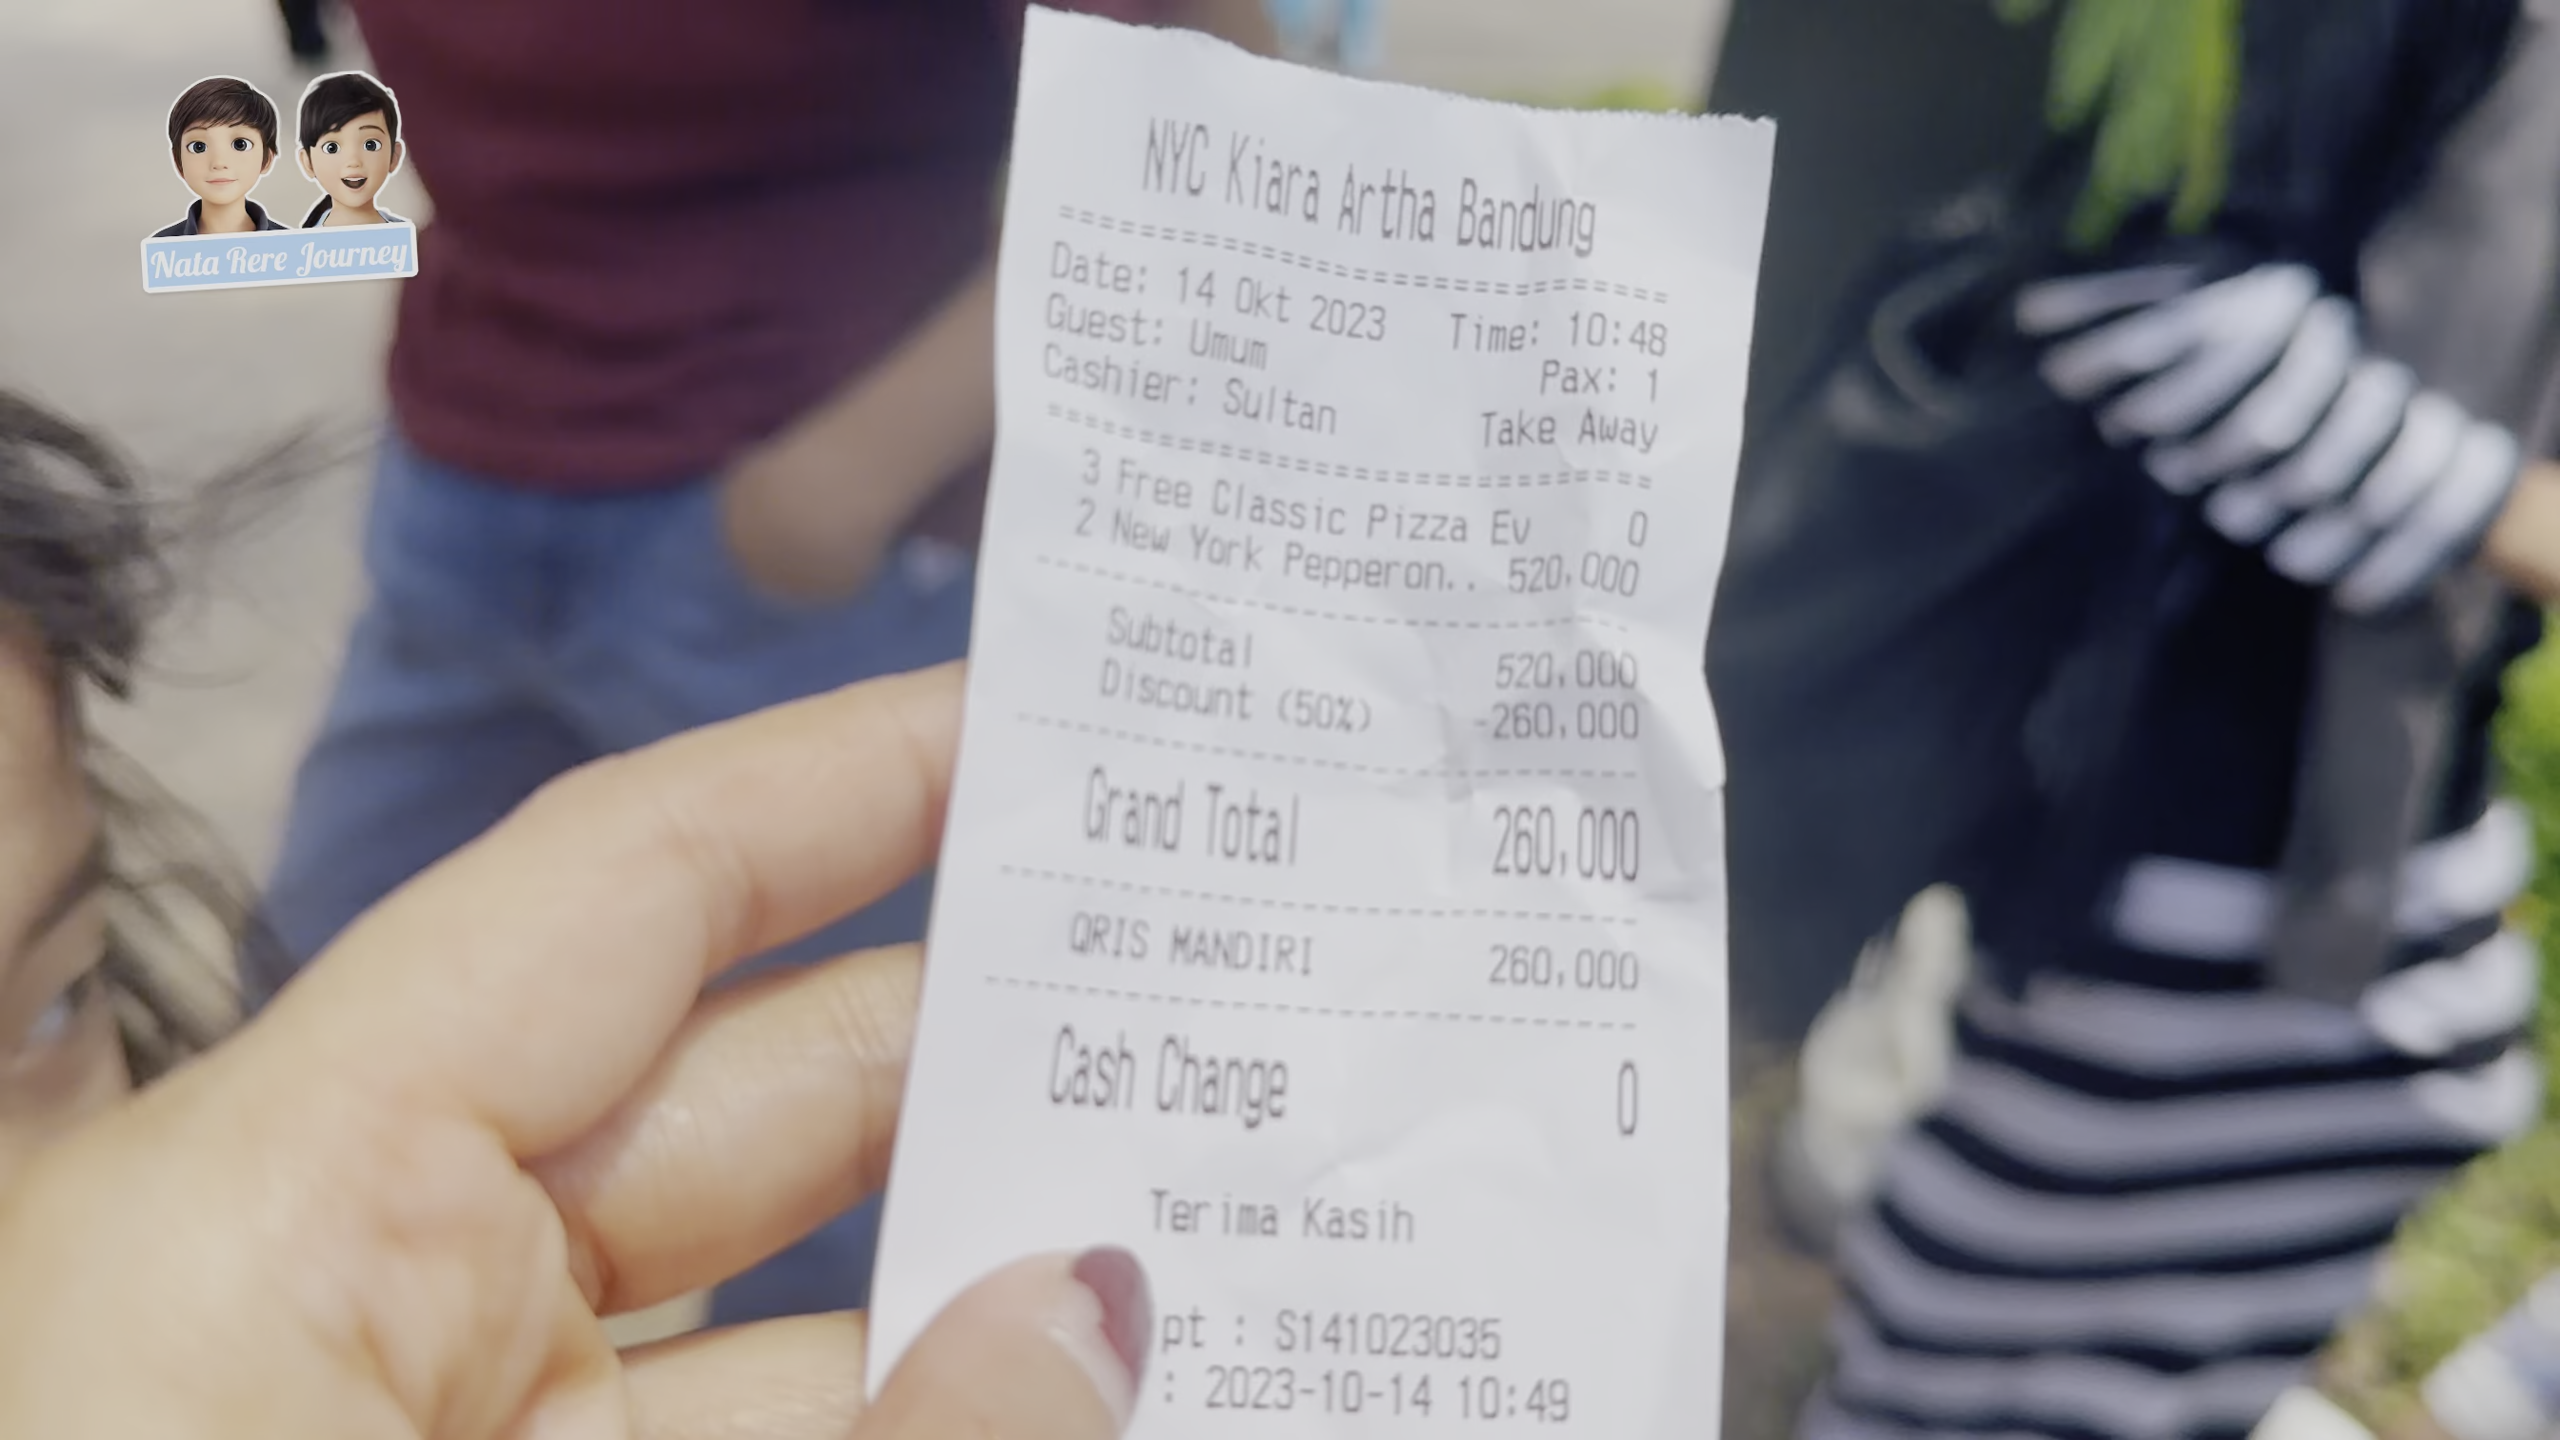 Nata Rere Journey
NYC Kiara Artha Bandung
================================
Date: 14 Okt 2023 Time: 10:48
Guest: Umum Pax: 1
Cashier: Sultan Take Away
================================
3 Free Classic Pizza Ev 0
2 New York Pepperon.. 520,000
--------------------------------
Subtotal 520,000
Discount (50%) -260,000
--------------------------------
Grand Total 260,000
--------------------------------
QRIS MANDIRI 260,000
--------------------------------
Cash Change 0
Terima Kasih
pt : S141023035
: 2023-10-14 10:49